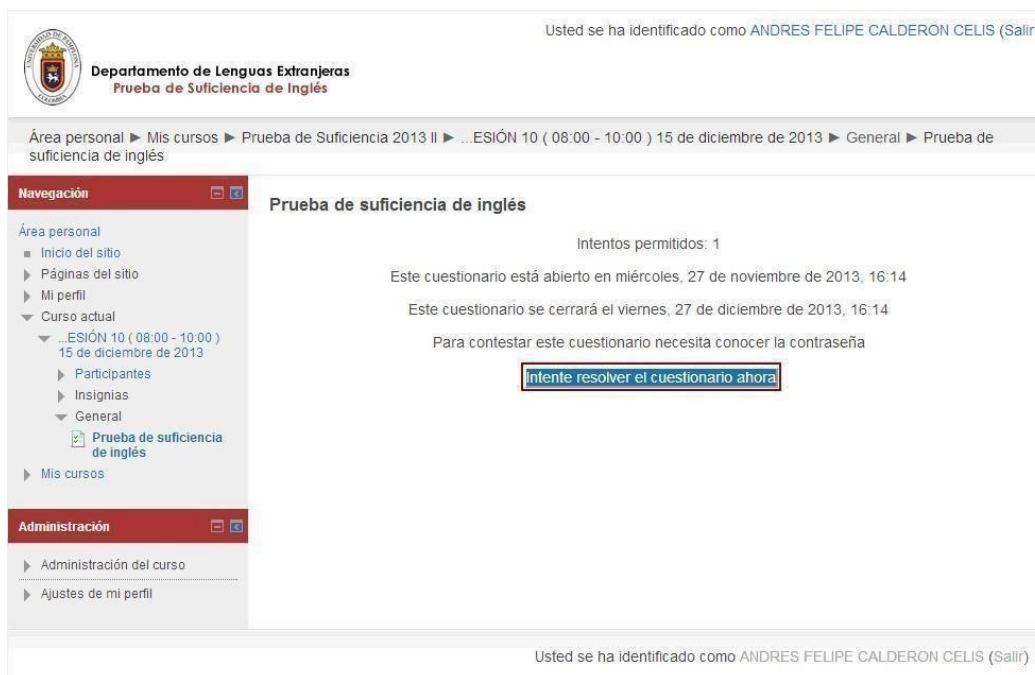 Usted se ha identificado como ANDRES FELIPE CALDERON CELIS (Salir
UNIVERSIDAD DE PAMPLONA
COLOMBIA
Departamento de Lenguas Extranjeras
Prueba de Suficiencia de Inglés
Área personal ► Mis cursos ► Prueba de Suficiencia 2013 II ► ...ESIÓN 10 ( 08:00 - 10:00 ) 15 de diciembre de 2013 ► General ► Prueba de
suficiencia de inglés
Navegación
Área personal
Inicio del sitio
Páginas del sitio
Mi perfil
Curso actual
...ESIÓN 10 ( 08:00 - 10:00 )
15 de diciembre de 2013
Participantes
Insignias
General
Prueba de suficiencia
de inglés
Mis cursos
Administración
Administración del curso
Ajustes de mi perfil
Prueba de suficiencia de inglés
Intentos permitidos: 1
Este cuestionario está abierto en miércoles, 27 de noviembre de 2013, 16:14
Este cuestionario se cerrará el viernes, 27 de diciembre de 2013, 16:14
Para contestar este cuestionario necesita conocer la contraseña
Intente resolver el cuestionario ahora
Usted se ha identificado como ANDRES FELIPE CALDERON CELIS (Salir)